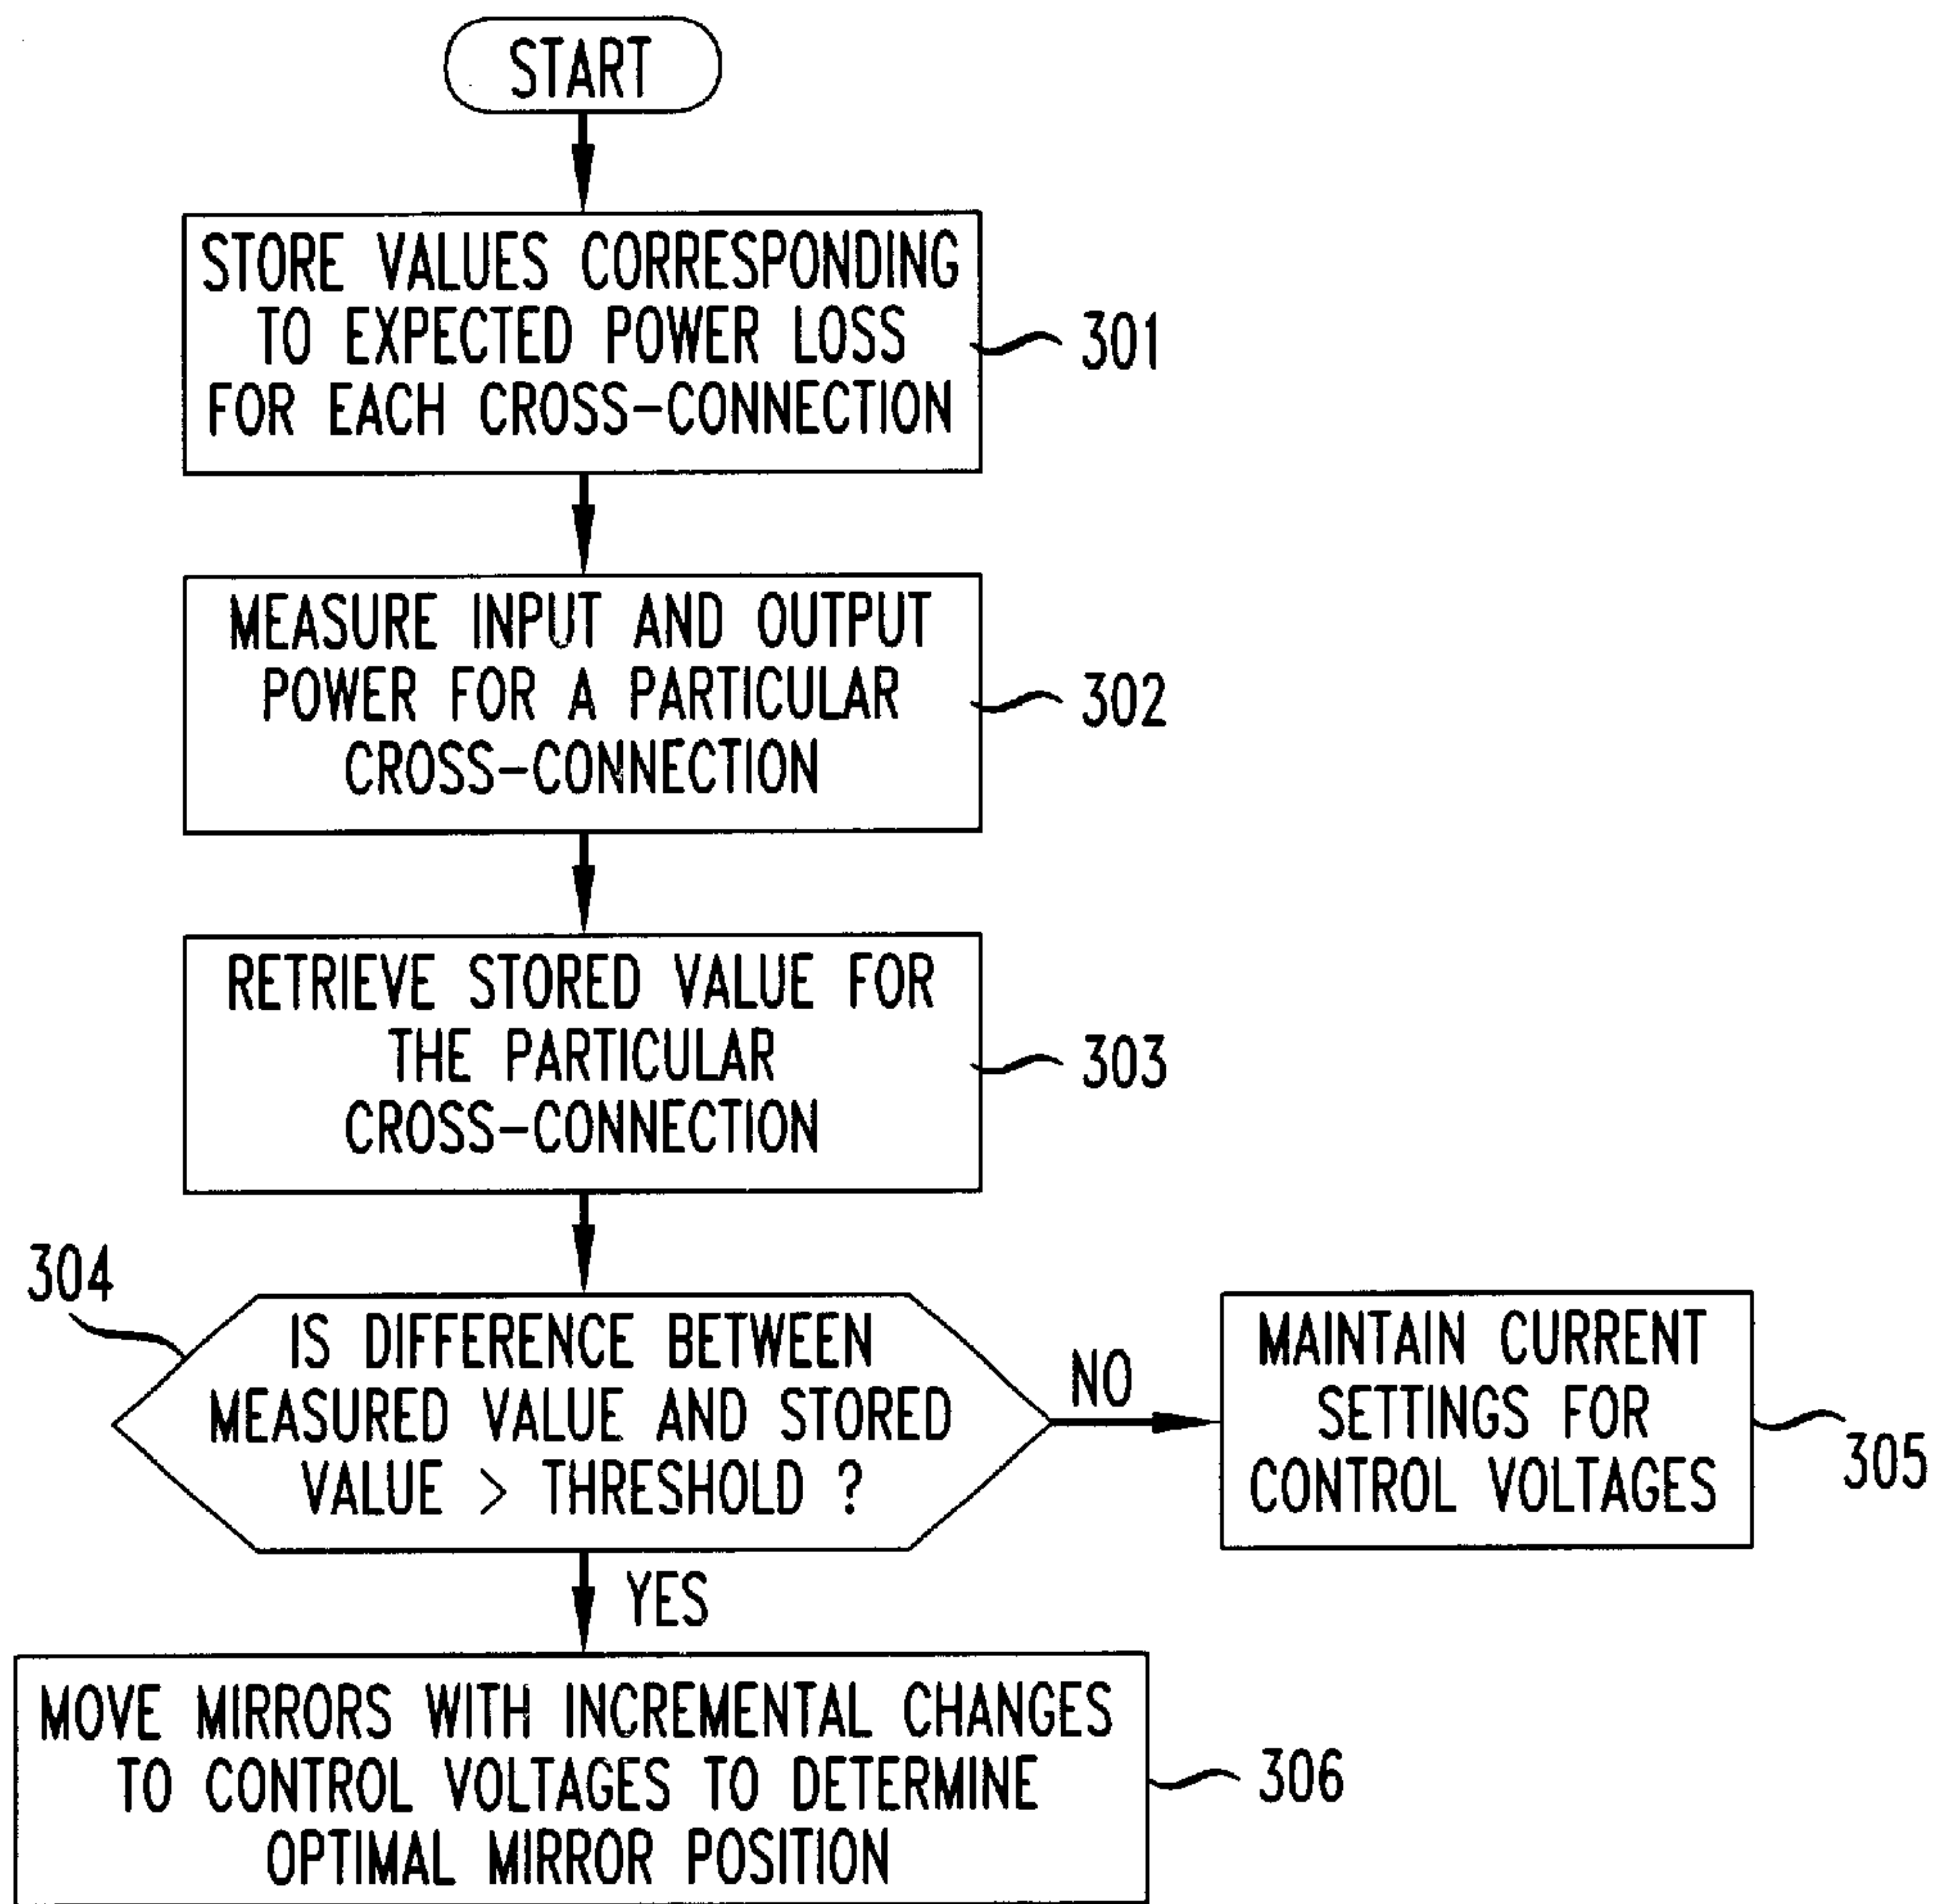 START
STORE VALUES CORRESPONDING
TO EXPECTED POWER LOSS
FOR EACH CROSS-CONNECTION
301
MEASURE INPUT AND OUTPUT
POWER FOR A PARTICULAR
CROSS-CONNECTION
302
RETRIEVE STORED VALUE FOR
THE PARTICULAR
CROSS-CONNECTION
303
304
IS DIFFERENCE BETWEEN
MEASURED VALUE AND STORED
VALUE > THRESHOLD ?
NO
MAINTAIN CURRENT
SETTINGS FOR
CONTROL VOLTAGES
305
YES
MOVE MIRRORS WITH INCREMENTAL CHANGES
TO CONTROL VOLTAGES TO DETERMINE
OPTIMAL MIRROR POSITION
306